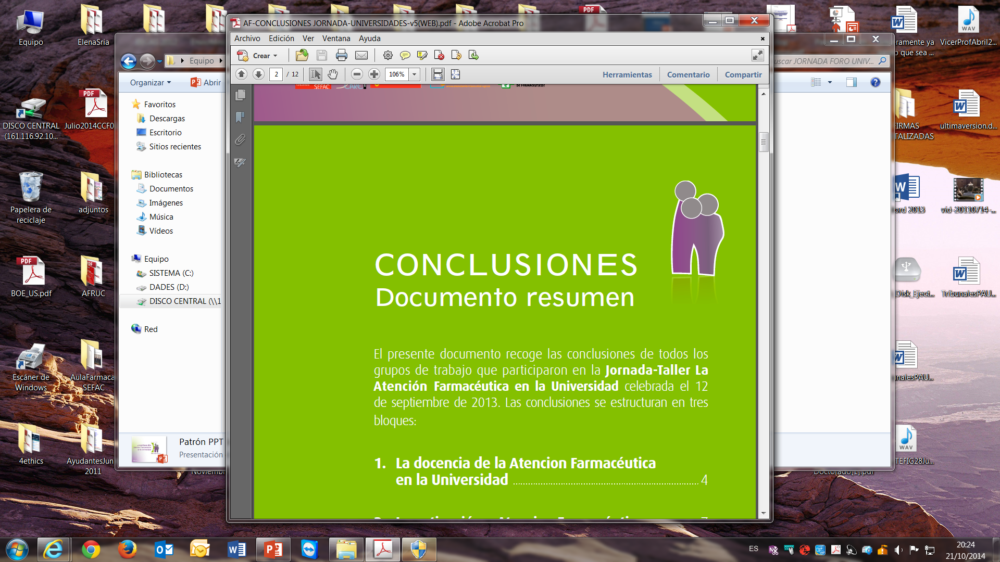 Equipo
ElenaSria
DISCO CENTRAL
(161.116.92.10...
Julio2014CCF0
Papelera de
reciclaje
adjuntos
BOE_US.pdf
AFRUC
Escáner de
Windows
AulaFarmaca
SEFAC
4ethics
AyudantesJun
2011
Equipo
Organizar
Abrir
Favoritos
Descargas
Escritorio
Sitios recientes
Bibliotecas
Documentos
Imágenes
Música
Vídeos
Equipo
SISTEMA (C:)
DADES (D:)
DISCO CENTRAL (\\1
Red
Patrón PPT
Presentación
AF-CONCLUSIONES JORNADA-UNIVERSIDADES-v5(WEB).pdf - Adobe Acrobat Pro
Archivo Edición Ver Ventana Ayuda
Crear
2 / 12 106%
Herramientas Comentario Compartir
SEFAC
DE FARMACÉUTICOS
CONCLUSIONES
Documento resumen
El presente documento recoge las conclusiones de todos los
grupos de trabajo que participaron en la Jornada-Taller La
Atención Farmacéutica en la Universidad celebrada el 12
de septiembre de 2013. Las conclusiones se estructuran en tres
bloques:
1. La docencia de la Atencion Farmacéutica
en la Universidad 4
PDF
uscar JORNADA FORO UNIV...
eramente ya
o que sea ...
VicerProfAbril2...
WAV
IRMAS
TALIZADAS
ultimaversion.d...
ord 2013
vid-20110714-...
Disk_Eject...
TribunalesPAU...
nalesPAU...
WAV
TEFIG28Ju...
Doctorado[1].pdf
Noviembr
ES
20:24
21/10/2014